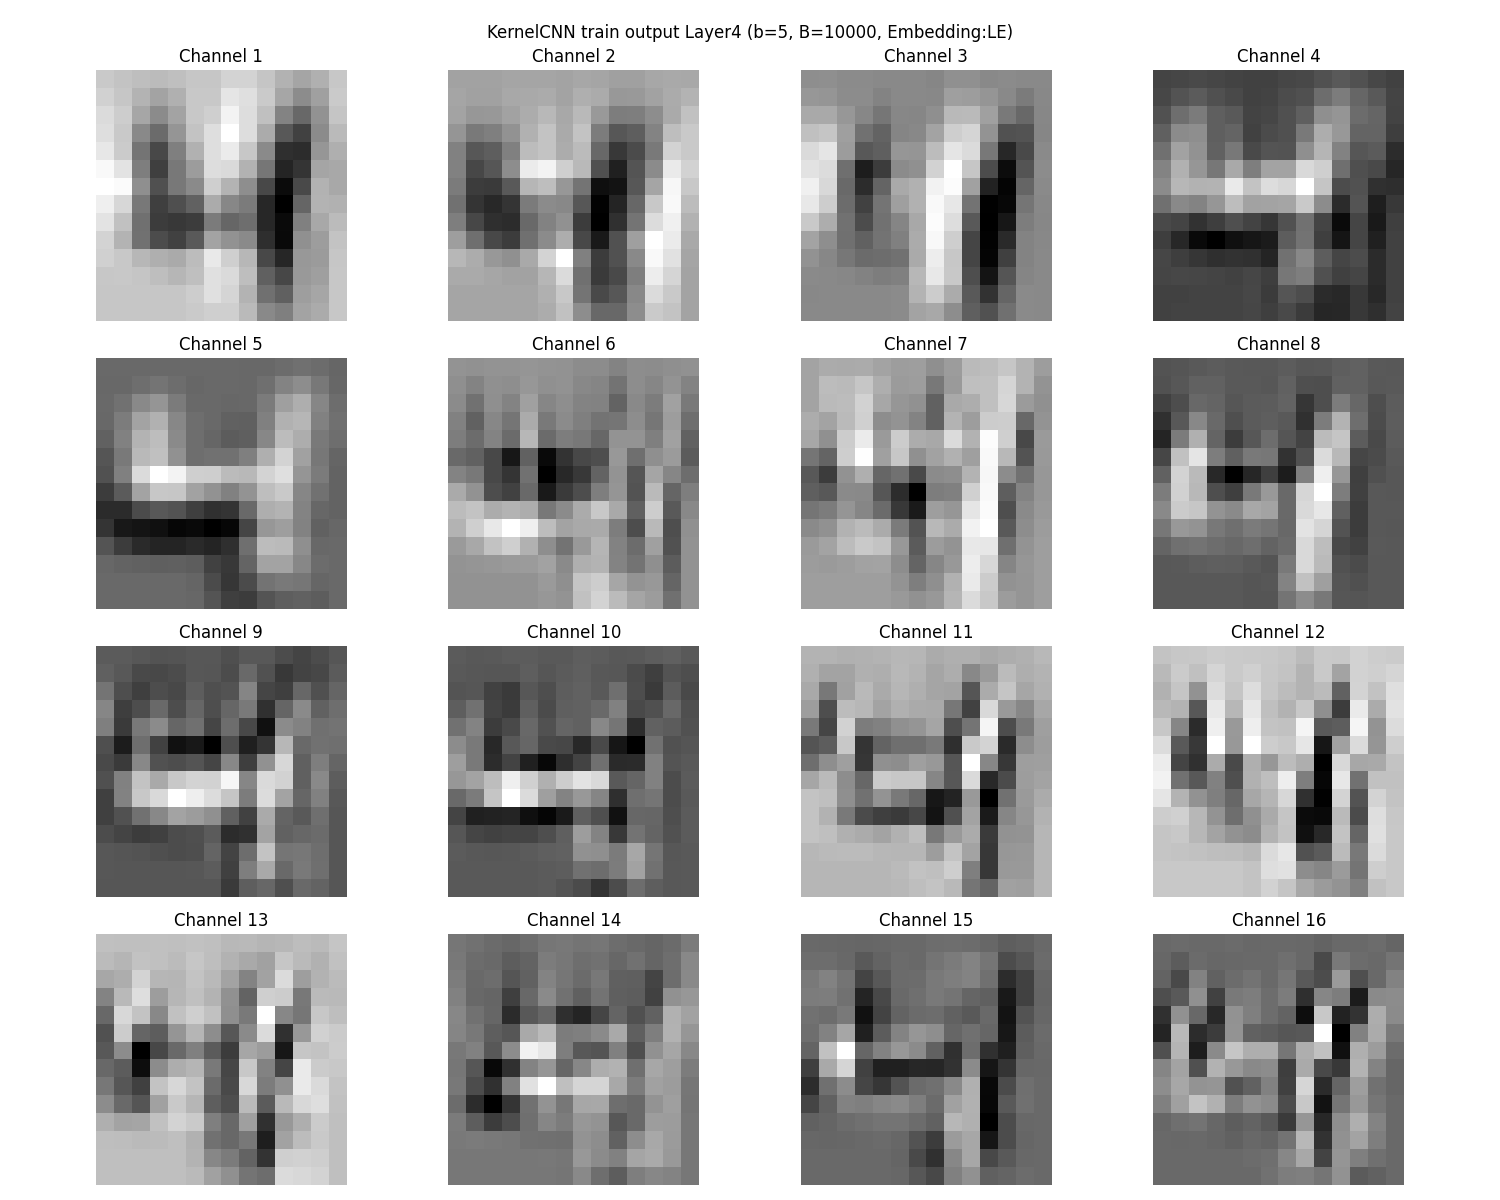 KernelCNN train output Layer4 (b=5, B=10000, Embedding:LE)
Channel 1 Channel 2 Channel 3 Channel 4
Channel 5 Channel 6 Channel 7 Channel 8
Channel 9 Channel 10 Channel 11 Channel 12
Channel 13 Channel 14 Channel 15 Channel 16